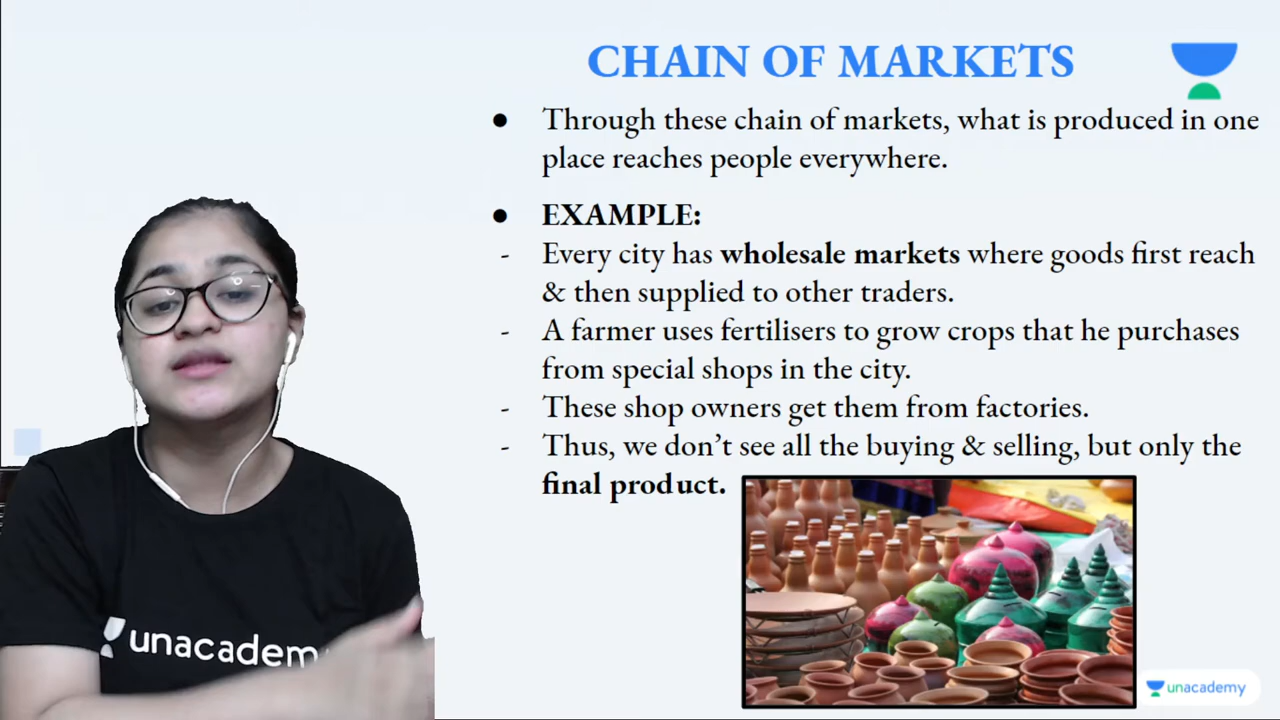 CHAIN OF MARKETS
● Through these chain of markets, what is produced in one
place reaches people everywhere.
● EXAMPLE:
- Every city has wholesale markets where goods first reach
& then supplied to other traders.
- A farmer uses fertilisers to grow crops that he purchases
from special shops in the city.
- These shop owners get them from factories.
- Thus, we don’t see all the buying & selling, but only the
final product.
unacadem
unacademy